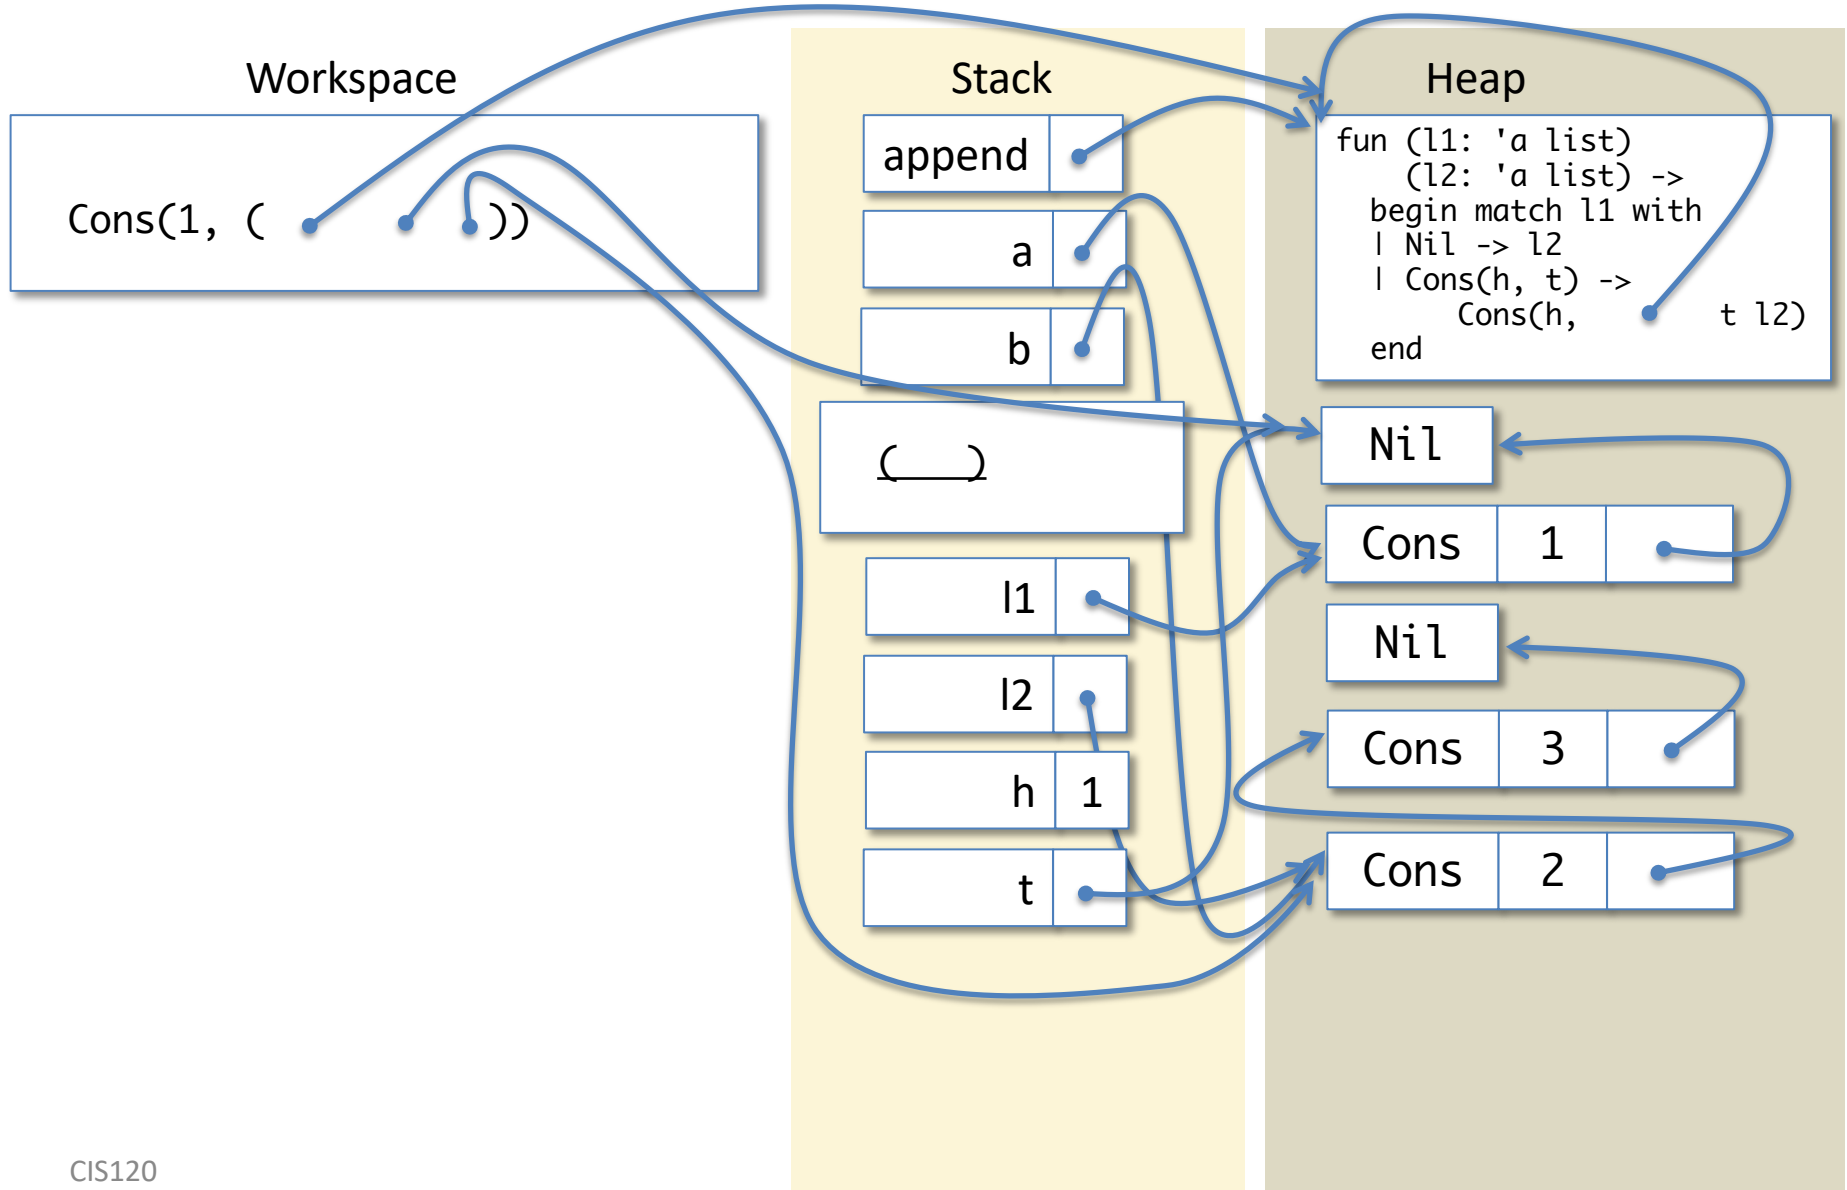 Workspace
Stack
Heap
Cons(1, ( ))
append
a
b
( )
l1
l2
h 1
t
fun (l1: 'a list)
(l2: 'a list) ->
begin match l1 with
| Nil -> l2
| Cons(h, t) ->
Cons(h, t l2)
end
Nil
Cons 1
Nil
Cons 3
Cons 2
CIS120